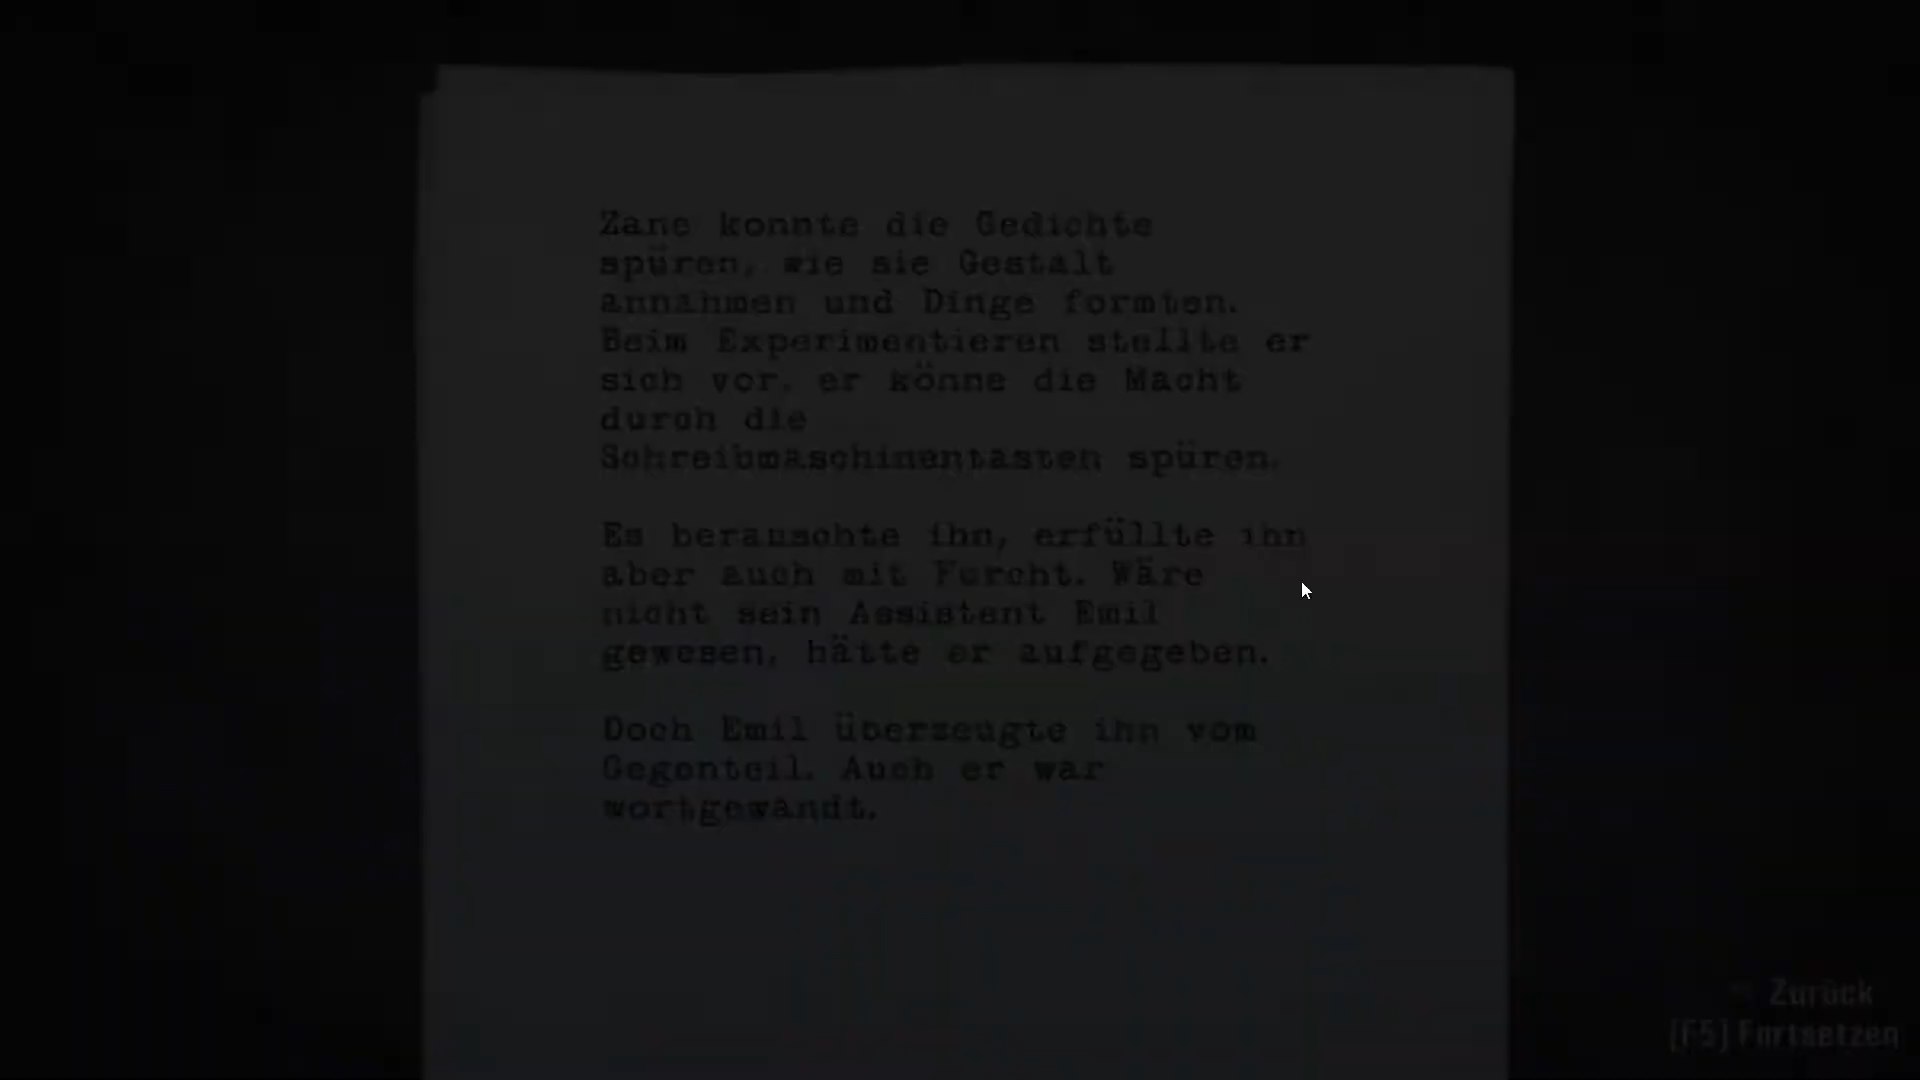 Zane konnte die Gedichte
spüren, wie sie Gestalt
annahmen und Dinge formten.
Beim Experimentieren stellte er
sich vor, er könne die Macht
durch die
Schreibmaschinentasten spüren.
Es berauschte ihn, erfüllte ihn
aber auch mit Furcht. Wäre
nicht sein Assistent Emil
gewesen, hätte er aufgegeben.
Doch Emil überzeugte ihn vom
Gegenteil. Auch er war
wortgewandt.
Zurück
[F5] Fortsetzen